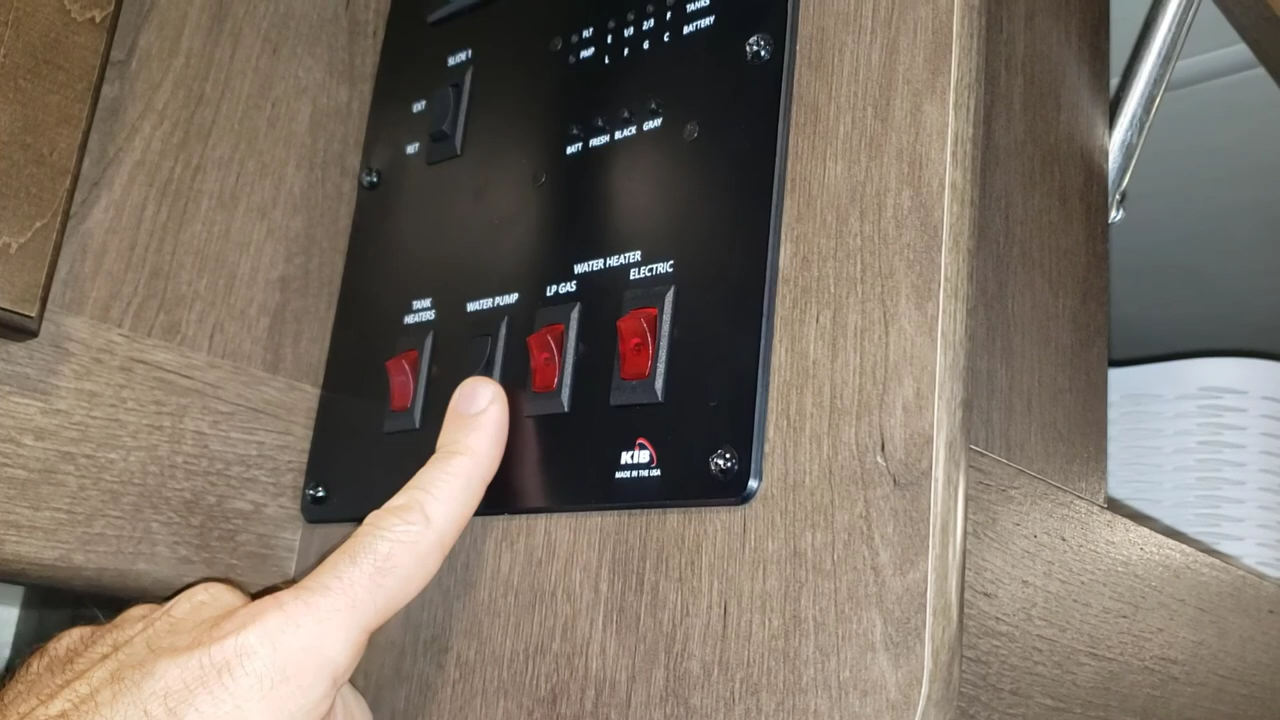 SLIDE 1
EXT
RET
FLT E 1/3 2/3 F TANKS
PMP L F G C BATTERY
BATT FRESH BLACK GRAY
WATER HEATER
TANK HEATERS
WATER PUMP
LP GAS
ELECTRIC
KIB
MADE IN THE USA